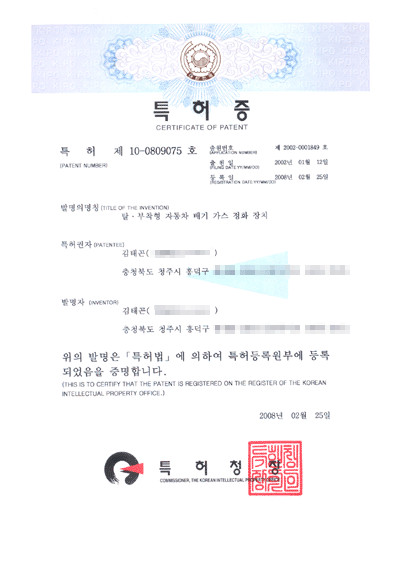 특허증
CERTIFICATE OF PATENT
특 허 제 10-0809075 호
(PATENT NUMBER)
출원번호 제 2002-0001849 호
(APPLICATION NUMBER)
출원일 2002년 01월 12일
(FILING DATE:YY/MM/DD)
등록일 2008년 02월 25일
(REGISTRATION DATE:YY/MM/DD)
발명의명칭 (TITLE OF THE INVENTION)
탈·부착형 자동차 배기 가스 정화 장치
특허권자 (PATENTEE)
김태곤( )
충청북도 청주시 흥덕구
발명자 (INVENTOR)
김태곤( )
충청북도 청주시 흥덕구
위의 발명은 「특허법」에 의하여 특허등록원부에 등록
되었음을 증명합니다.
(THIS IS TO CERTIFY THAT THE PATENT IS REGISTERED ON THE REGISTER OF THE KOREAN
INTELLECTUAL PROPERTY OFFICE.)
2008년 02월 25일
특허청장
COMMISSIONER, THE KOREAN INTELLECTUAL PROPERTY OFFICE